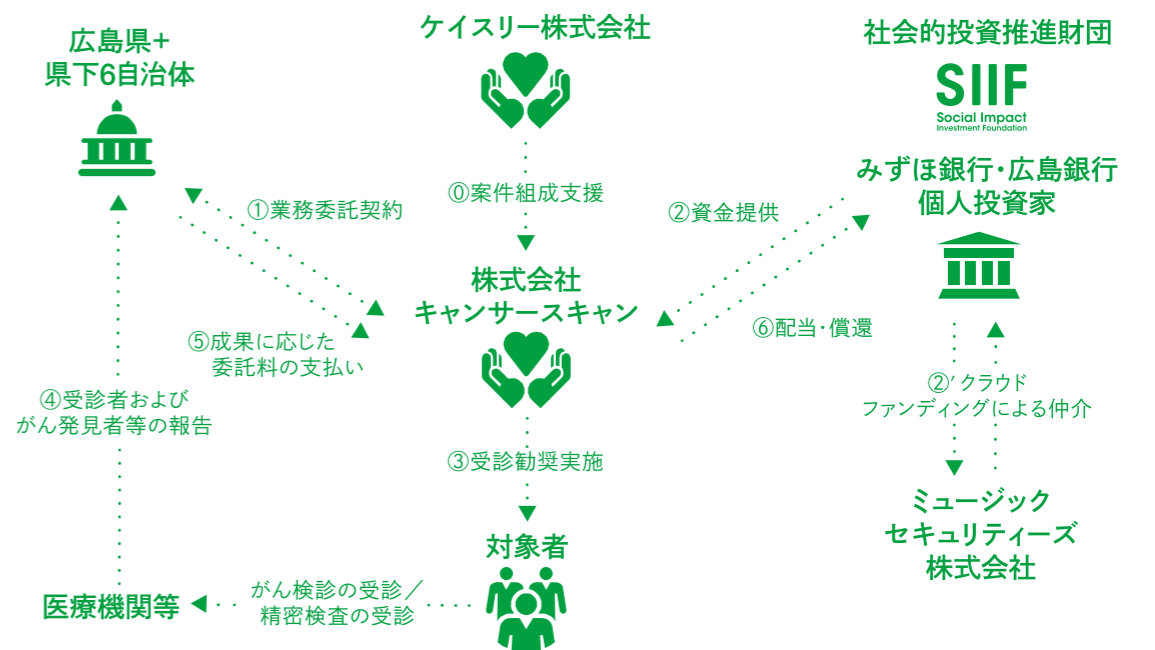 広島県+
県下6自治体
ケイスリー株式会社
社会的投資推進財団
SIIF
Social Impact
Investment Foundation
みずほ銀行・広島銀行
個人投資家
⓪案件組成支援
①業務委託契約
②資金提供
株式会社
キャンサースキャン
⑤成果に応じた
委託料の支払い
⑥配当・償還
④受診者および
がん発見者等の報告
②′クラウド
ファンディングによる仲介
③受診勧奨実施
ミュージック
セキュリティーズ
株式会社
対象者
医療機関等
がん検診の受診／
精密検査の受診